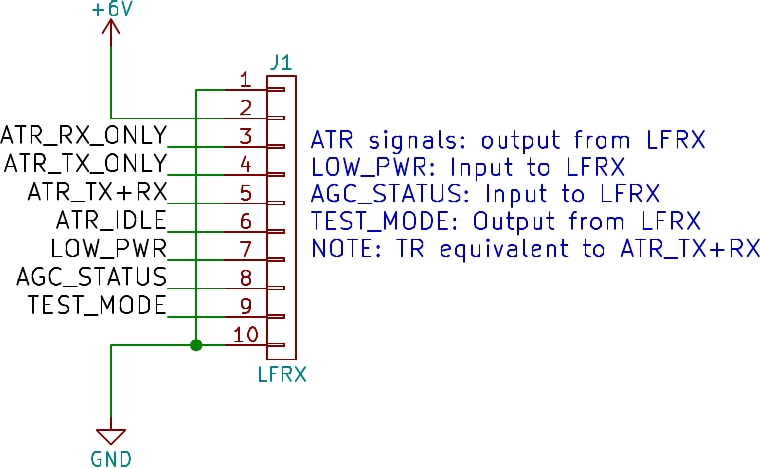 +6V
J1
1
2
ATR_RX_ONLY 3
ATR_TX_ONLY 4
ATR_TX+RX 5
ATR_IDLE 6
LOW_PWR 7
AGC_STATUS 8
TEST_MODE 9
10
LFRX
GND
ATR signals: output from LFRX
LOW_PWR: Input to LFRX
AGC_STATUS: Input to LFRX
TEST_MODE: Output from LFRX
NOTE: TR equivalent to ATR_TX+RX